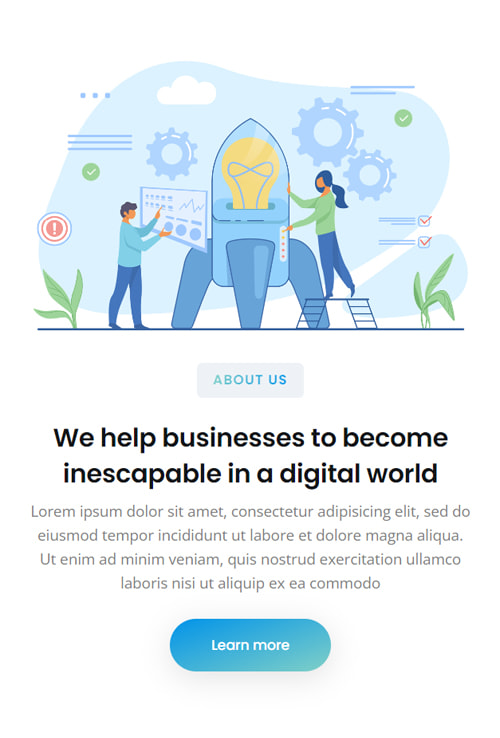 ABOUT US
We help businesses to become
inescapable in a digital world
Lorem ipsum dolor sit amet, consectetur adipisicing elit, sed do
eiusmod tempor incididunt ut labore et dolore magna aliqua.
Ut enim ad minim veniam, quis nostrud exercitation ullamco
laboris nisi ut aliquip ex ea commodo
Learn more